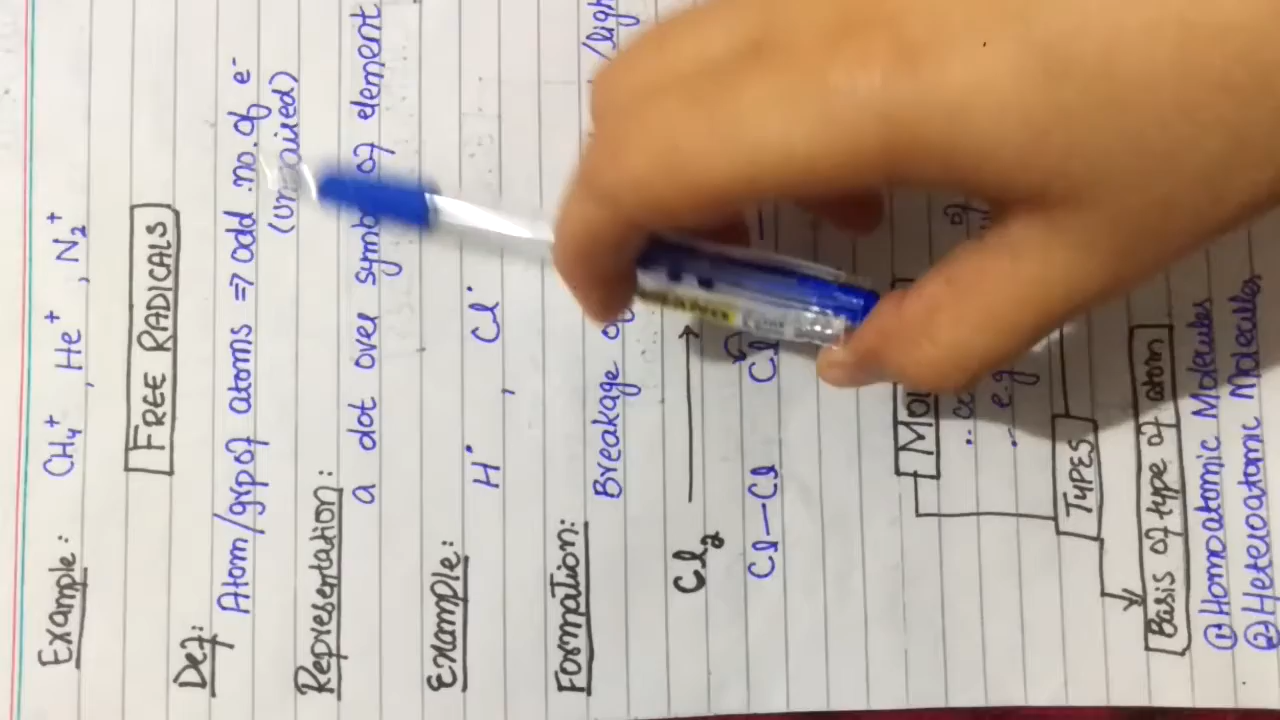 Example: CH₄⁺, He⁺, N₂⁺
FREE RADICALS
Def:
Atom/grp of atoms => odd no. of e⁻
(unpaired)
Representation:
a dot over symbol of element
Example:
H˙, Cl˙
Formation:
Breakage
Cl₂ →
Cl—Cl Cl
TYPES
e.g
Basis of type of atom
① Homoatomic Molecules
② Heteroatomic Molecules